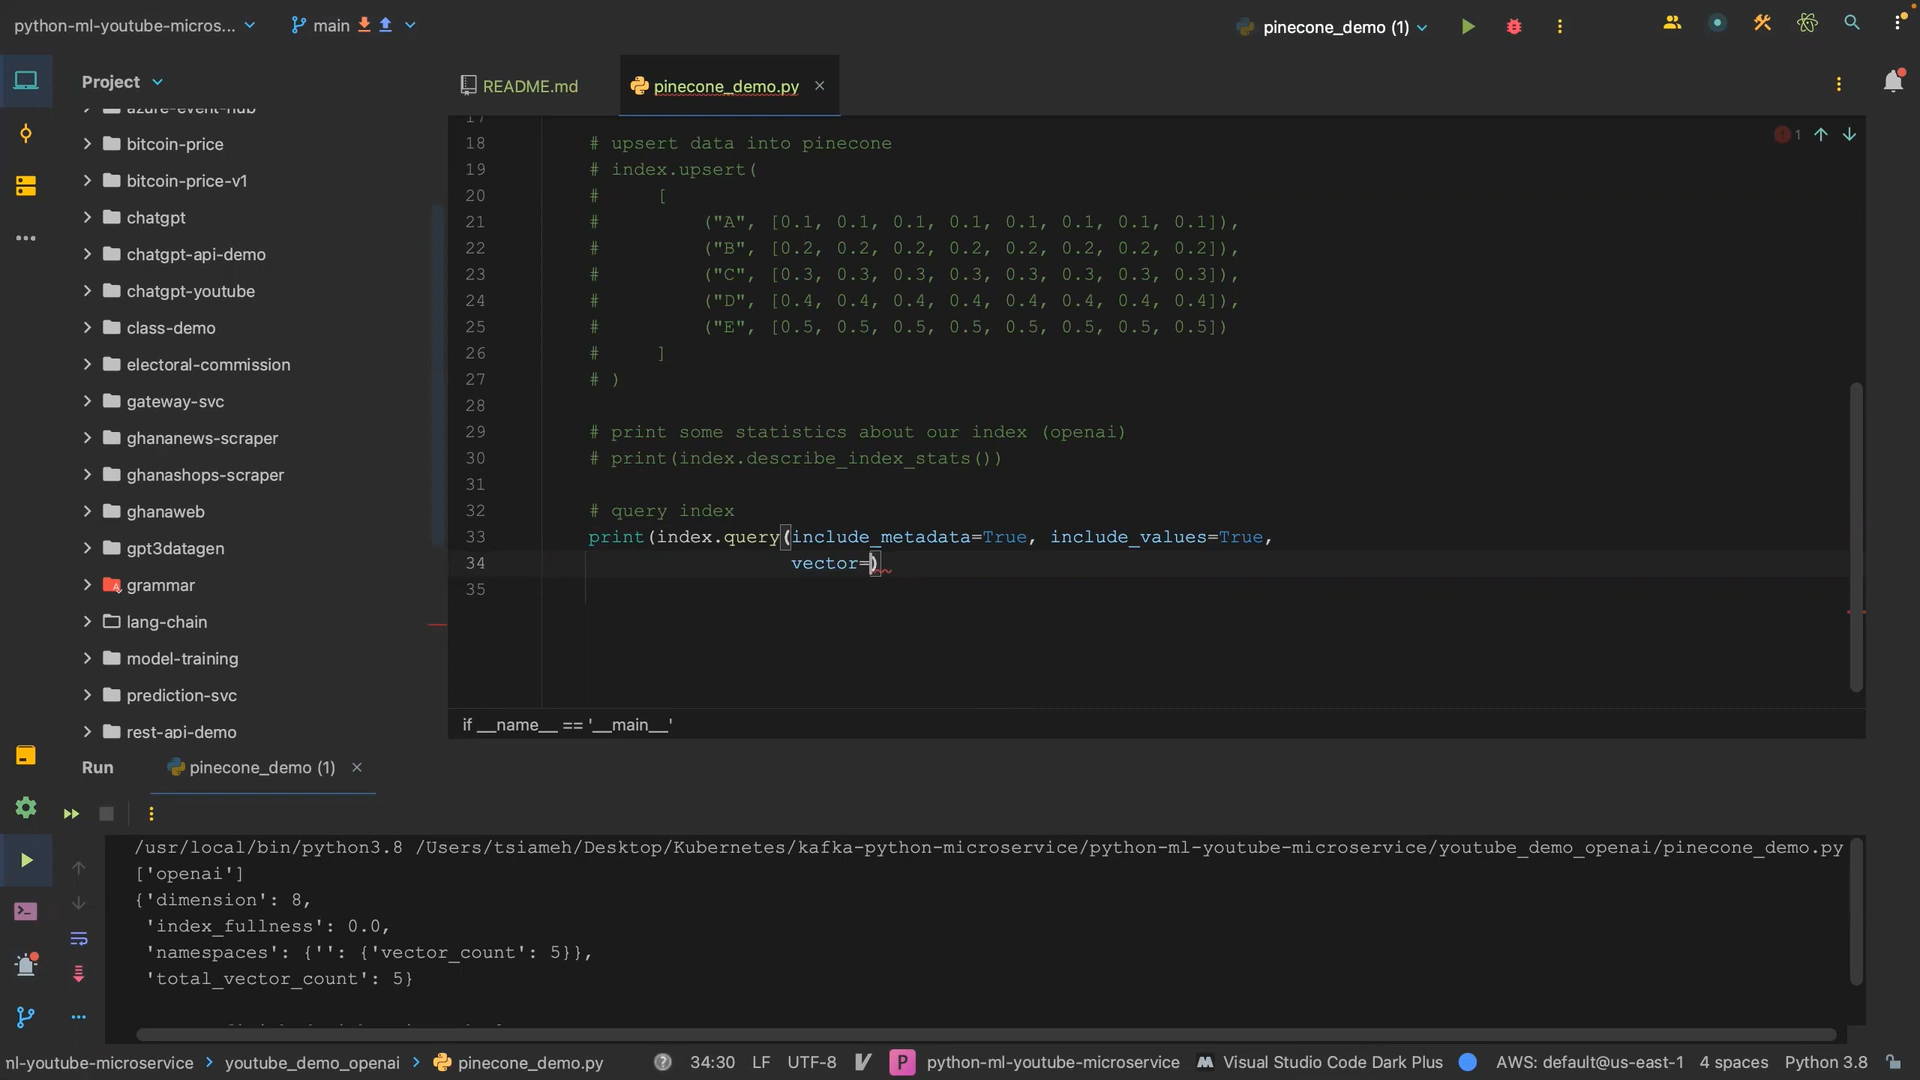 python-ml-youtube-micros...
main
pinecone_demo (1)
Project
README.md
pinecone_demo.py
azure-event-hub
bitcoin-price
bitcoin-price-v1
chatgpt
chatgpt-api-demo
chatgpt-youtube
class-demo
electoral-commission
gateway-svc
ghananews-scraper
ghanashops-scraper
ghanaweb
gpt3datagen
grammar
lang-chain
model-training
prediction-svc
rest-api-demo
1
17
18 # upsert data into pinecone
19 # index.upsert(
20 # [
21 # ("A", [0.1, 0.1, 0.1, 0.1, 0.1, 0.1, 0.1, 0.1]),
22 # ("B", [0.2, 0.2, 0.2, 0.2, 0.2, 0.2, 0.2, 0.2]),
23 # ("C", [0.3, 0.3, 0.3, 0.3, 0.3, 0.3, 0.3, 0.3]),
24 # ("D", [0.4, 0.4, 0.4, 0.4, 0.4, 0.4, 0.4, 0.4]),
25 # ("E", [0.5, 0.5, 0.5, 0.5, 0.5, 0.5, 0.5, 0.5])
26 # ]
27 # )
28
29 # print some statistics about our index (openai)
30 # print(index.describe_index_stats())
31
32 # query index
33 print(index.query(include_metadata=True, include_values=True,
34 vector=)
35
if __name__ == '__main__'
Run
pinecone_demo (1)
/usr/local/bin/python3.8 /Users/tsiameh/Desktop/Kubernetes/kafka-python-microservice/python-ml-youtube-microservice/youtube_demo_openai/pinecone_demo.py
['openai']
{'dimension': 8,
'index_fullness': 0.0,
'namespaces': {'': {'vector_count': 5}},
'total_vector_count': 5}
ml-youtube-microservice
youtube_demo_openai
pinecone_demo.py
34:30
LF
UTF-8
P
python-ml-youtube-microservice
Visual Studio Code Dark Plus
AWS: default@us-east-1
4 spaces
Python 3.8